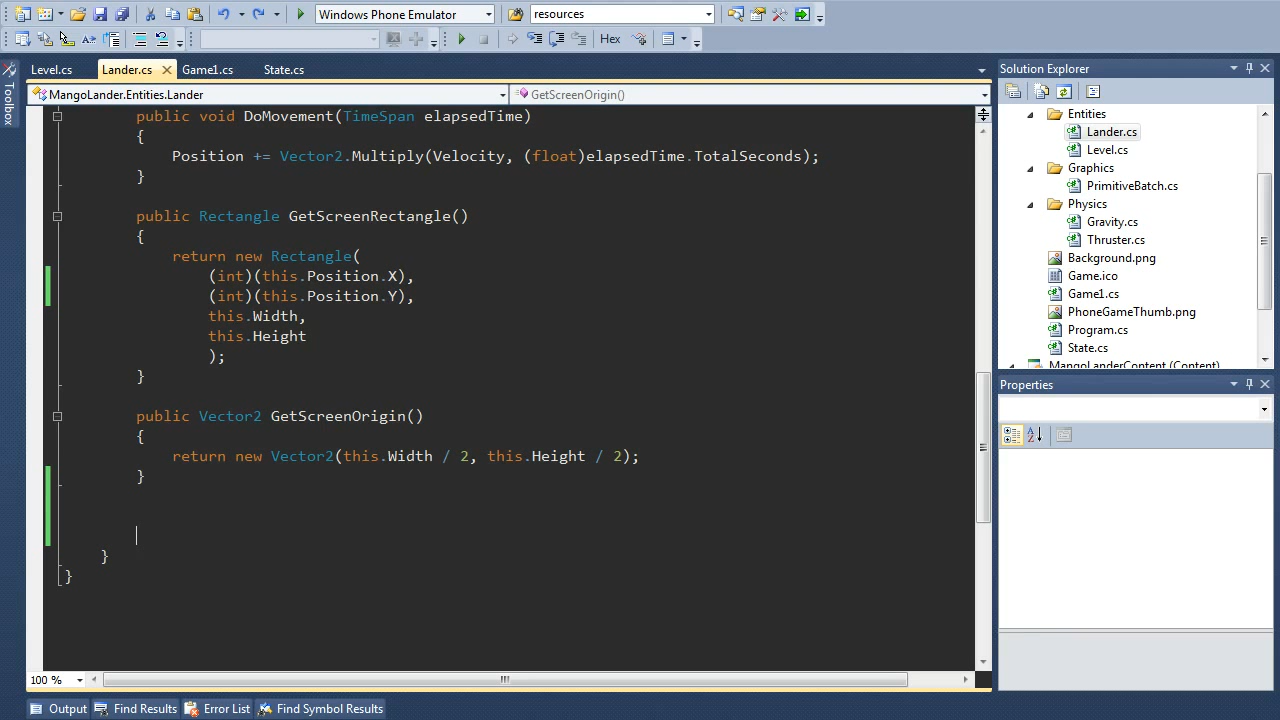 Windows Phone Emulator
resources
Hex
Toolbox
Level.cs
Lander.cs
Game1.cs
State.cs
MangoLander.Entities.Lander
GetScreenOrigin()
public void DoMovement(TimeSpan elapsedTime)
{
Position += Vector2.Multiply(Velocity, (float)elapsedTime.TotalSeconds);
}
public Rectangle GetScreenRectangle()
{
return new Rectangle(
(int)(this.Position.X),
(int)(this.Position.Y),
this.Width,
this.Height
);
}
public Vector2 GetScreenOrigin()
{
return new Vector2(this.Width / 2, this.Height / 2);
}
}
}
100 %
Solution Explorer
Entities
Lander.cs
Level.cs
Graphics
PrimitiveBatch.cs
Physics
Gravity.cs
Thruster.cs
Background.png
Game.ico
Game1.cs
PhoneGameThumb.png
Program.cs
State.cs
MangoLanderContent (Content)
Properties
Output
Find Results
Error List
Find Symbol Results